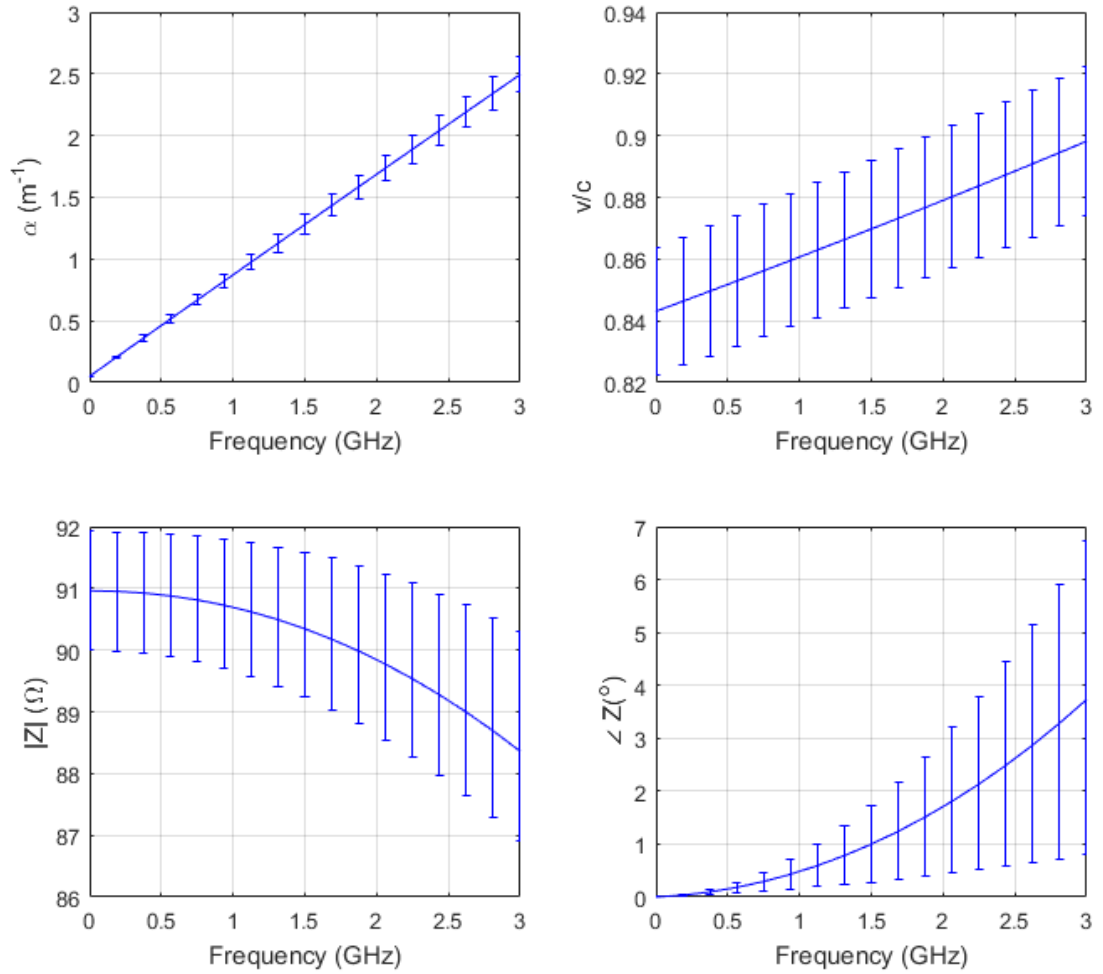 3
2.5
2
1.5
1
0.5
0
α (m⁻¹)
0 0.5 1 1.5 2 2.5 3
Frequency (GHz)
0.94
0.92
0.9
0.88
0.86
0.84
0.82
v/c
0 0.5 1 1.5 2 2.5 3
Frequency (GHz)
92
91
90
89
88
87
86
|Z| (Ω)
0 0.5 1 1.5 2 2.5 3
Frequency (GHz)
7
6
5
4
3
2
1
0
∠ Z(°)
0 0.5 1 1.5 2 2.5 3
Frequency (GHz)